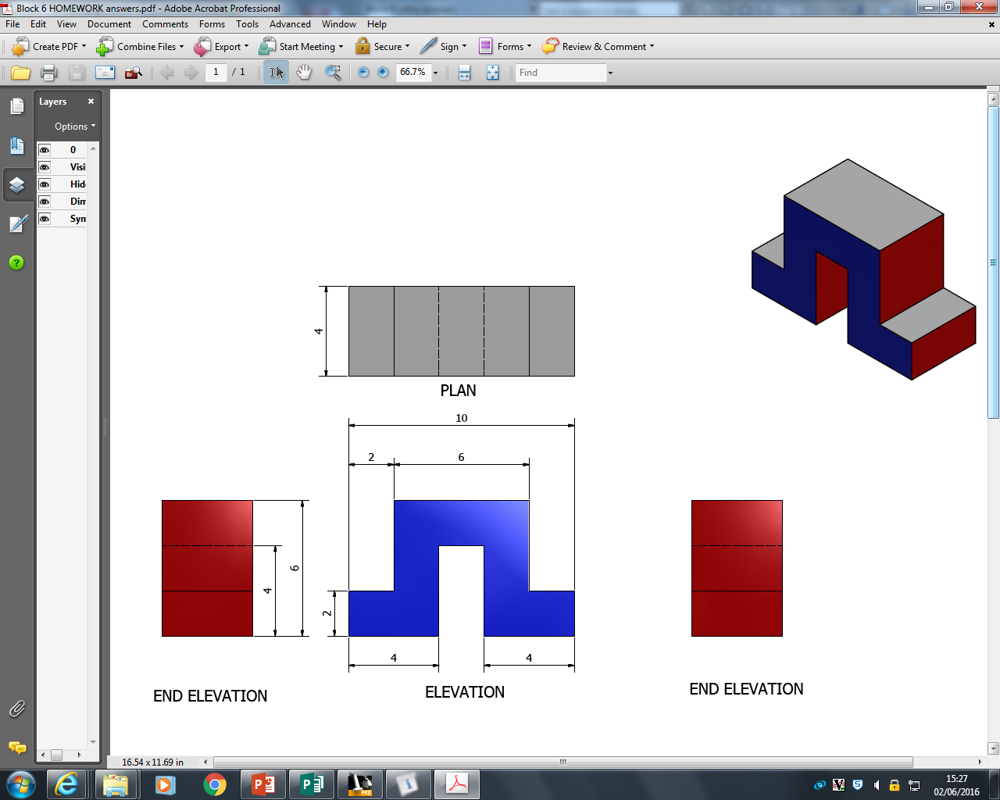 Block 6 HOMEWORK answers.pdf - Adobe Acrobat Professional
File Edit View Document Comments Forms Tools Advanced Window Help
Create PDF Combine Files Export Start Meeting Secure Sign Forms Review & Comment
1 / 1 66.7% Find
Layers
Options
0
Visi
Hid
Dim
Sym
4
PLAN
10
2 6
6
4
2
4 4
END ELEVATION
ELEVATION
END ELEVATION
16.54 x 11.69 in
15:27
02/06/2016